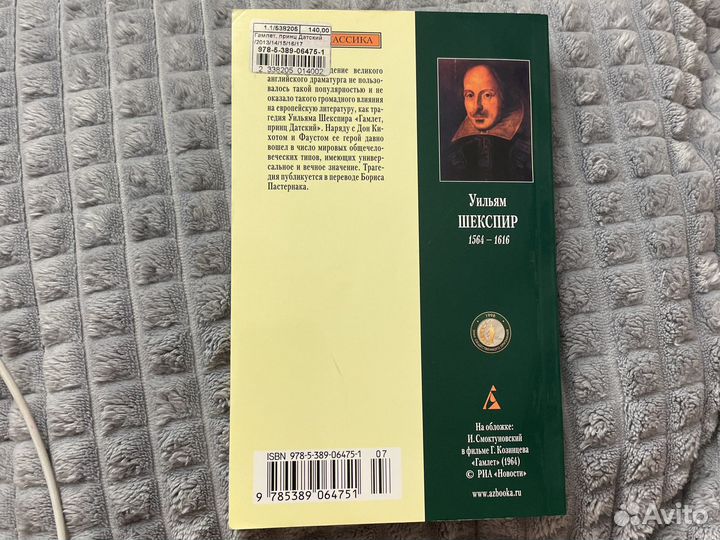 1.1/538205 140,00
Гамлет, принц Датский
/2013/14/15/16/17
978-5-389-06475-1
2 338205 014002
АССИКА
дение великого
английского драматурга не пользо-
валось такой популярностью и не
оказало такого громадного влияния
на европейскую литературу, как тра-
гедия Уильяма Шекспира «Гамлет,
принц Датский». Наряду с Дон Ки-
хотом и Фаустом ее герой давно
вошел в число мировых общечело-
веческих типов, имеющих универ-
сальное и вечное значение. Траге-
дия публикуется в переводе Бориса
Пастернака.
Уильям
ШЕКСПИР
1564 – 1616
1998
На обложке:
И. Смоктуновский
в фильме Г. Козинцева
«Гамлет» (1964)
© РИА «Новости»
www.azbooka.ru
ISBN 978-5-389-06475-1 07
9 785389 064751
Avito